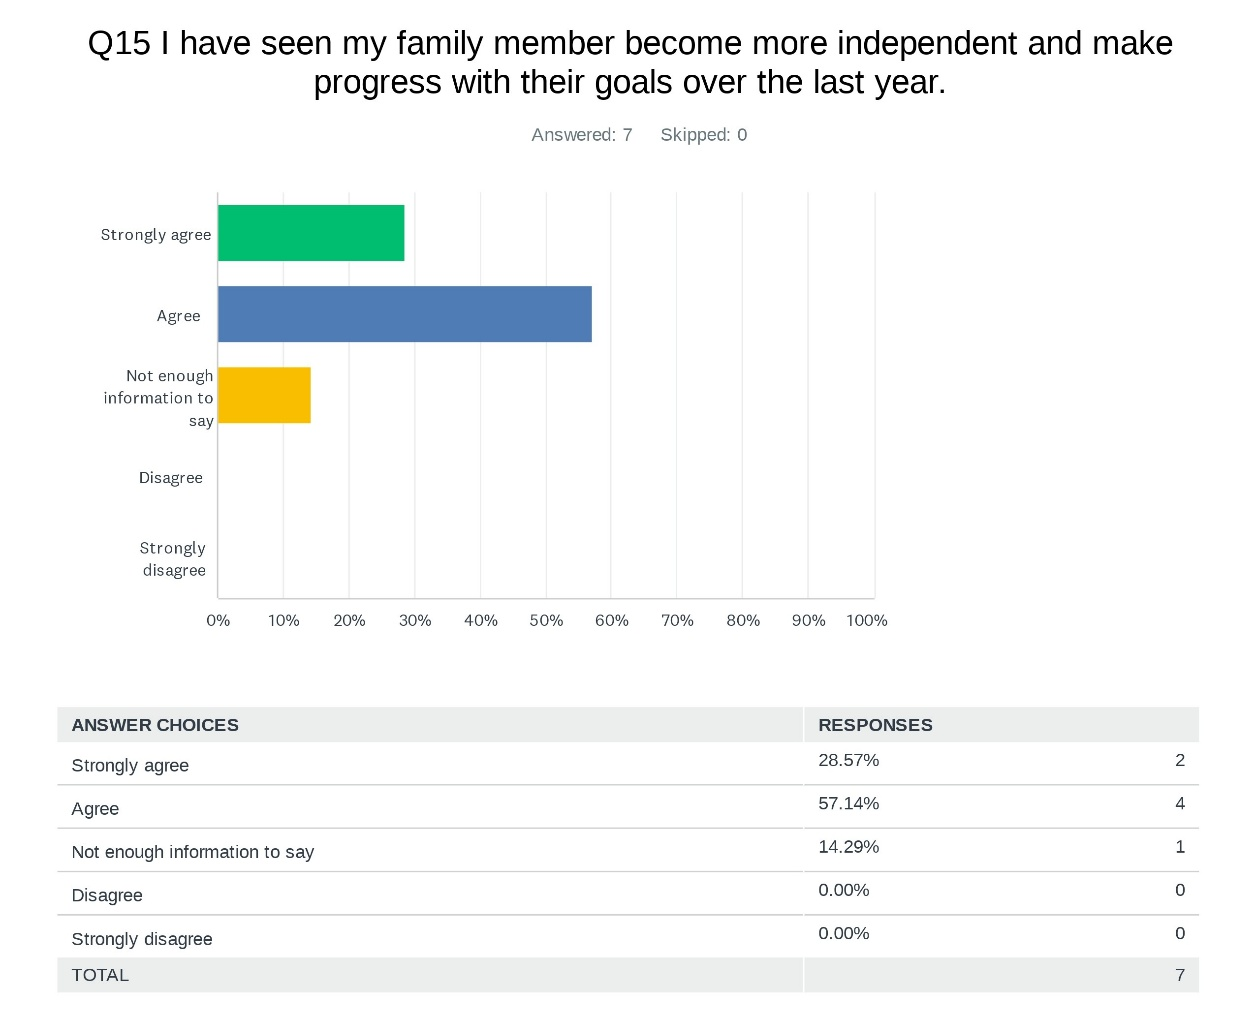 Q15 I have seen my family member become more independent and make
progress with their goals over the last year.
Answered: 7 Skipped: 0
Strongly agree
Agree
Not enough
information to
say
Disagree
Strongly
disagree
0% 10% 20% 30% 40% 50% 60% 70% 80% 90% 100%
ANSWER CHOICES RESPONSES
Strongly agree 28.57% 2
Agree 57.14% 4
Not enough information to say 14.29% 1
Disagree 0.00% 0
Strongly disagree 0.00% 0
TOTAL 7